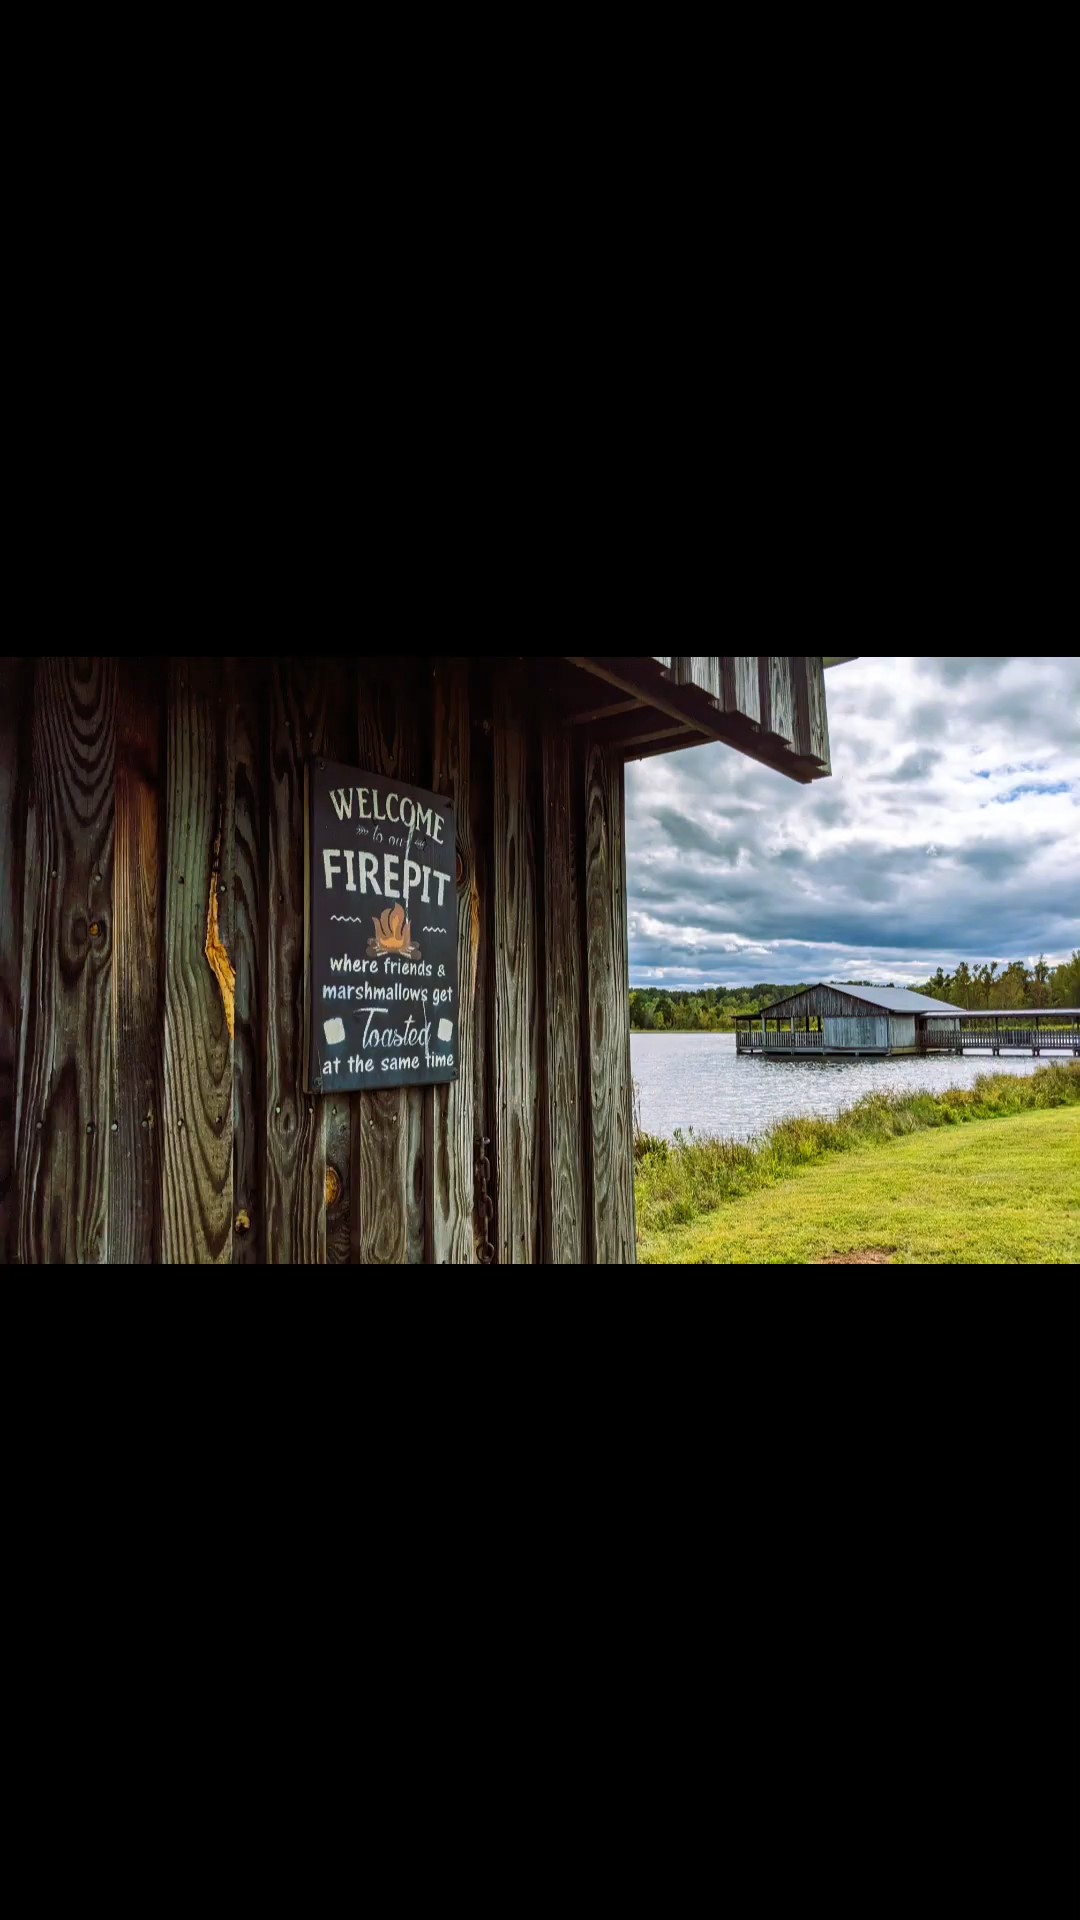 WELCOME
to our
FIREPIT
where friends &
marshmallows get
Toasted
at the same time